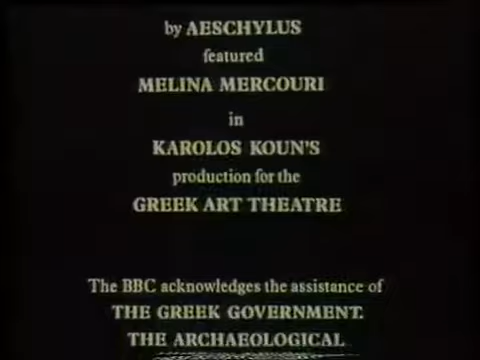 by AESCHYLUS
featured
MELINA MERCOURI
in
KAROLOS KOUN'S
production for the
GREEK ART THEATRE
The BBC acknowledges the assistance of
THE GREEK GOVERNMENT.
THE ARCHAEOLOGICAL